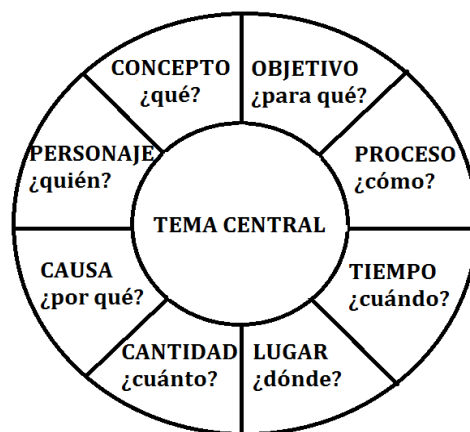 CONCEPTO
¿qué?
OBJETIVO
¿para qué?
PERSONAJE
¿quién?
PROCESO
¿cómo?
TEMA CENTRAL
CAUSA
¿por qué?
TIEMPO
¿cuándo?
CANTIDAD
¿cuánto?
LUGAR
¿dónde?